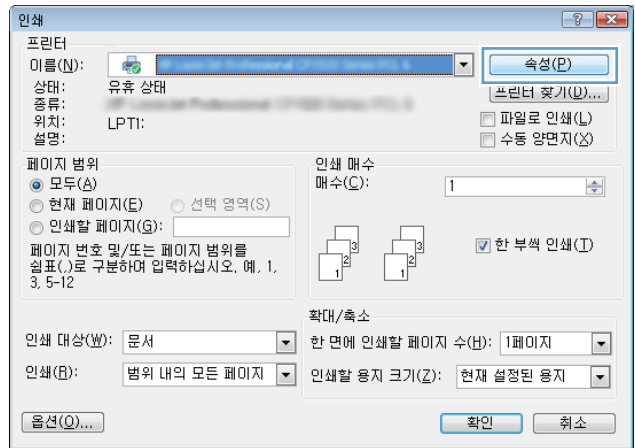 인쇄
프린터
이름(N):
속성(P)
상태: 유휴 상태
프린터 찾기(D)...
종류:
위치: LPT1:
파일로 인쇄(L)
설명:
수동 양면지(X)
페이지 범위
모두(A)
현재 페이지(E) 선택 영역(S)
인쇄할 페이지(G):
페이지 번호 및/또는 페이지 범위를
쉼표(,)로 구분하여 입력하십시오. 예, 1,
3, 5-12
인쇄 매수
매수(C): 1
한 부씩 인쇄(T)
3 3
2 2
1 1
인쇄 대상(W): 문서
인쇄(R): 범위 내의 모든 페이지
확대/축소
한 면에 인쇄할 페이지 수(H): 1페이지
인쇄할 용지 크기(Z): 현재 설정된 용지
옵션(O)... 확인 취소